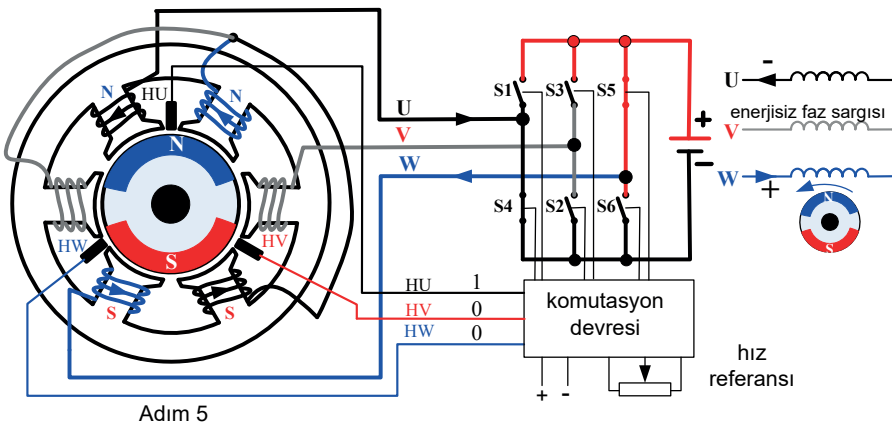 N
HU
N
N
HW
HV
S
S
S
U
V
W
S1
S3
S5
S4
S2
S6
+
-
HU 1
HV 0
HW 0
komutasyon
devresi
+ -
hız
referansı
U -
enerjisiz faz sargısı
V
W +
N
S
Adım 5